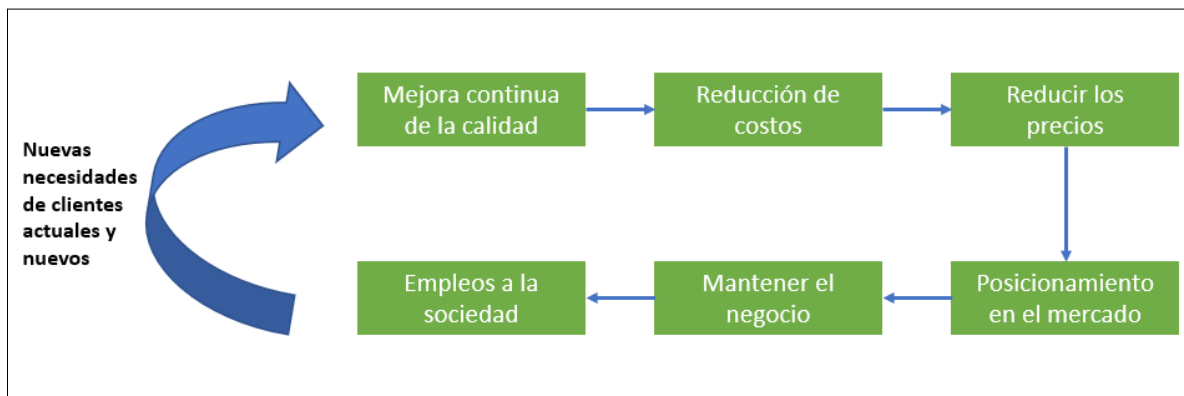 Mejora continua
de la calidad
Reducción de
costos
Reducir los
precios
Nuevas
necesidades
de clientes
actuales y
nuevos
Empleos a la
sociedad
Mantener el
negocio
Posicionamiento
en el mercado